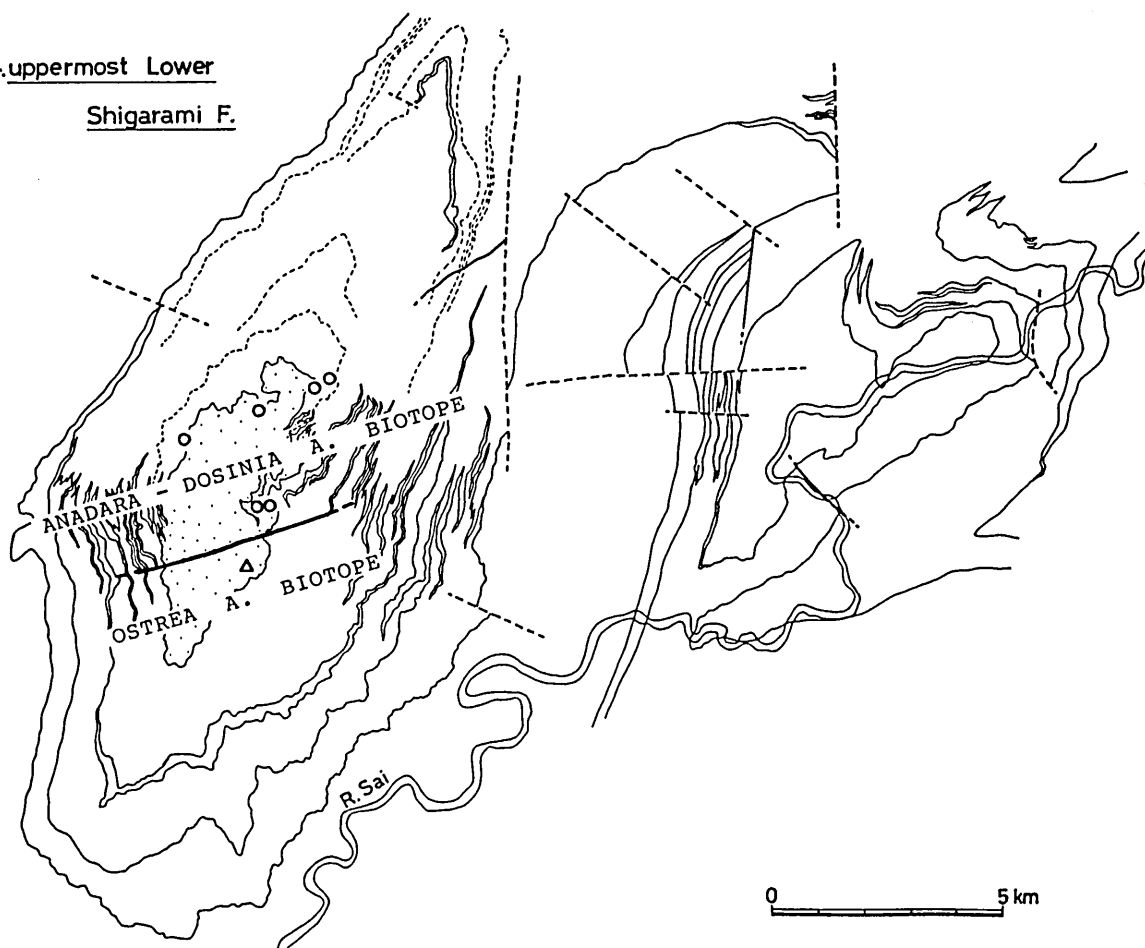 uppermost Lower
Shigarami F.
ANADARA - DOSINIA A. BIOTOPE
OSTREA A. BIOTOPE
R. Sai
0 5 km